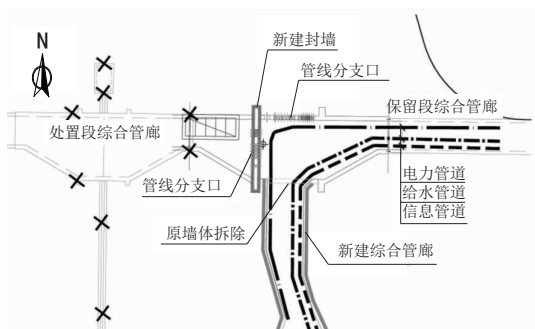 N
新建封墙
管线分支口
保留段综合管廊
处置段综合管廊
电力管道
管线分支口
给水管道
信息管道
原墙体拆除
新建综合管廊